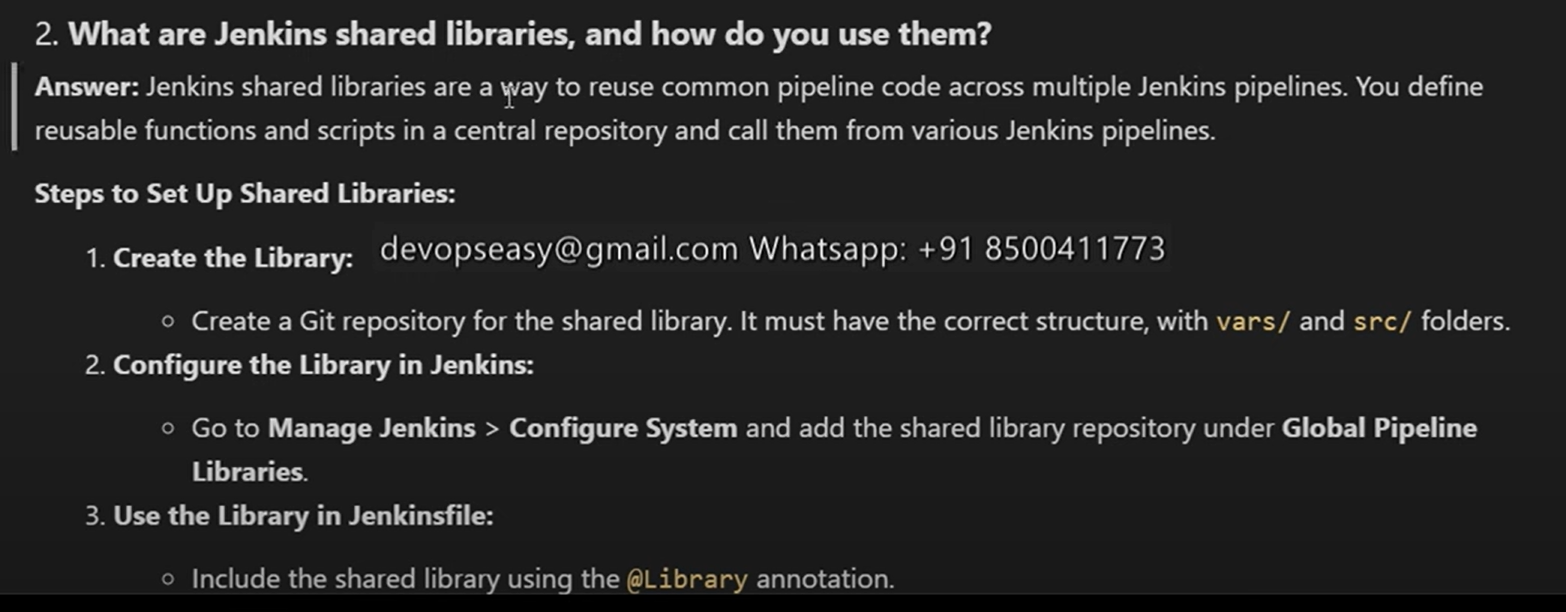 2. What are Jenkins shared libraries, and how do you use them?
Answer: Jenkins shared libraries are a way to reuse common pipeline code across multiple Jenkins pipelines. You define
reusable functions and scripts in a central repository and call them from various Jenkins pipelines.
Steps to Set Up Shared Libraries:
1. Create the Library: devopseasy@gmail.com Whatsapp: +91 8500411773
○ Create a Git repository for the shared library. It must have the correct structure, with vars/ and src/ folders.
2. Configure the Library in Jenkins:
○ Go to Manage Jenkins > Configure System and add the shared library repository under Global Pipeline
Libraries.
3. Use the Library in Jenkinsfile:
○ Include the shared library using the @Library annotation.